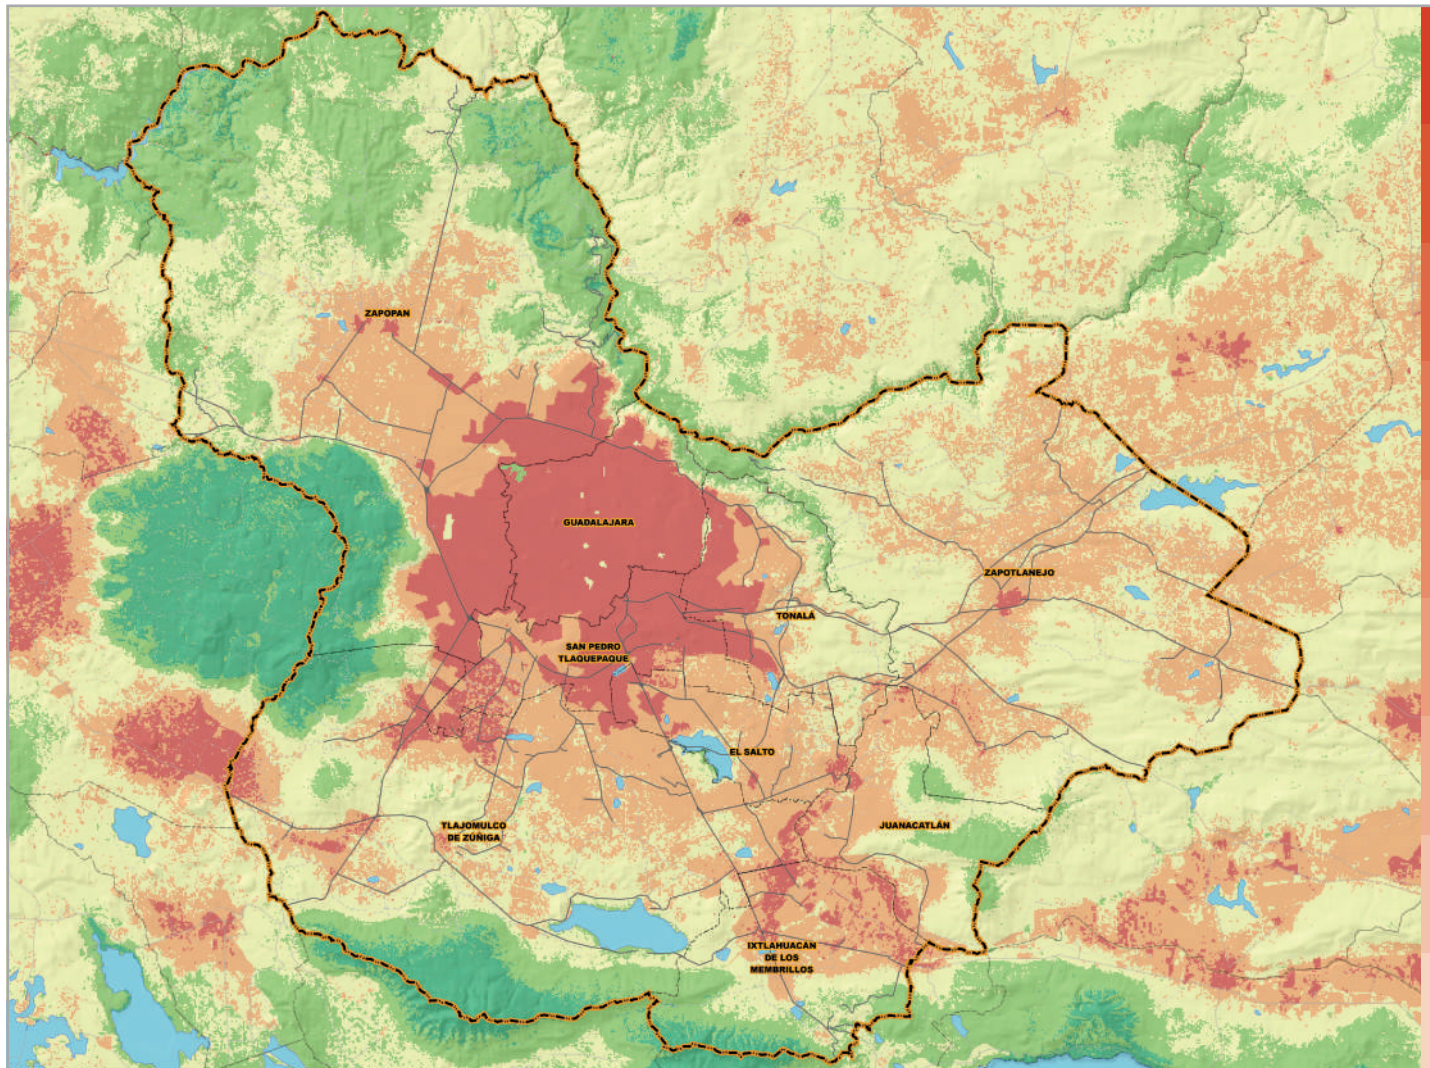 ZAPOPAN
GUADALAJARA
ZAPOTLANEJO
TONALÁ
SAN PEDRO
TLAQUEPAQUE
EL SALTO
TLAJOMULCO
DE ZÚÑIGA
JUANACATLÁN
IXTLAHUACÁN
DE LOS
MEMBRILLOS